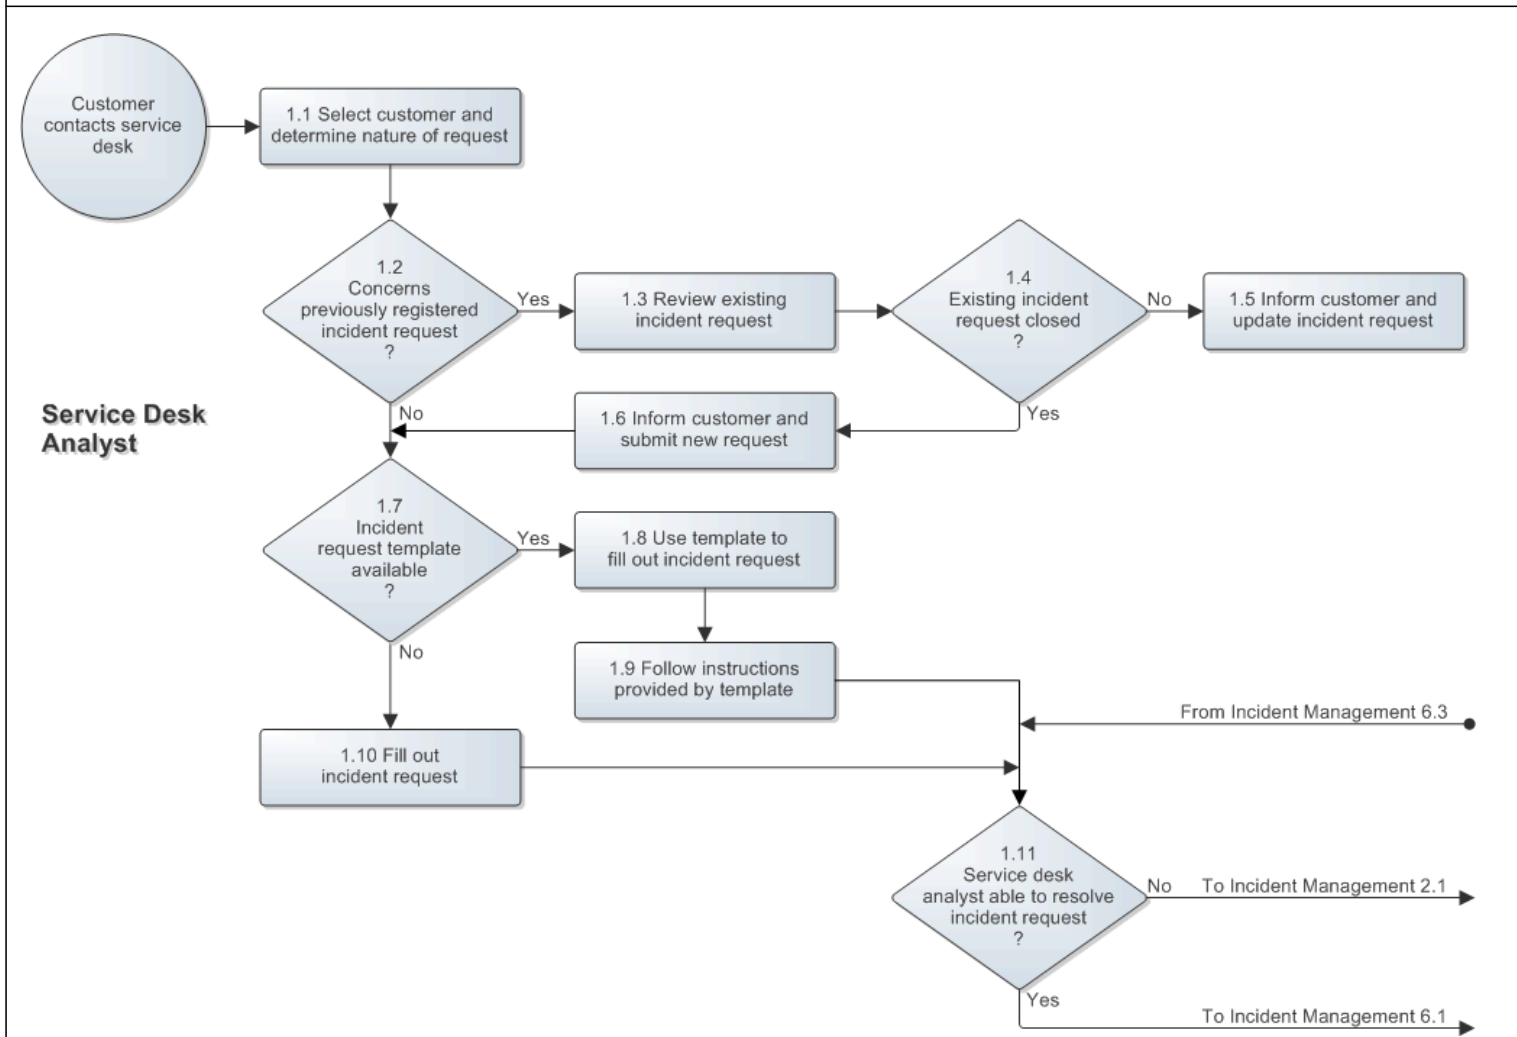 Customer
contacts service
desk
1.1 Select customer and
determine nature of request
1.2
Concerns
previously registered
incident request
?
Yes
1.3 Review existing
incident request
1.4
Existing incident
request closed
?
No
1.5 Inform customer and
update incident request
Service Desk
Analyst
No
1.6 Inform customer and
submit new request
Yes
1.7
Incident
request template
available
?
Yes
1.8 Use template to
fill out incident request
No
1.9 Follow instructions
provided by template
From Incident Management 6.3
1.10 Fill out
incident request
1.11
Service desk
analyst able to resolve
incident request
?
No
To Incident Management 2.1
Yes
To Incident Management 6.1